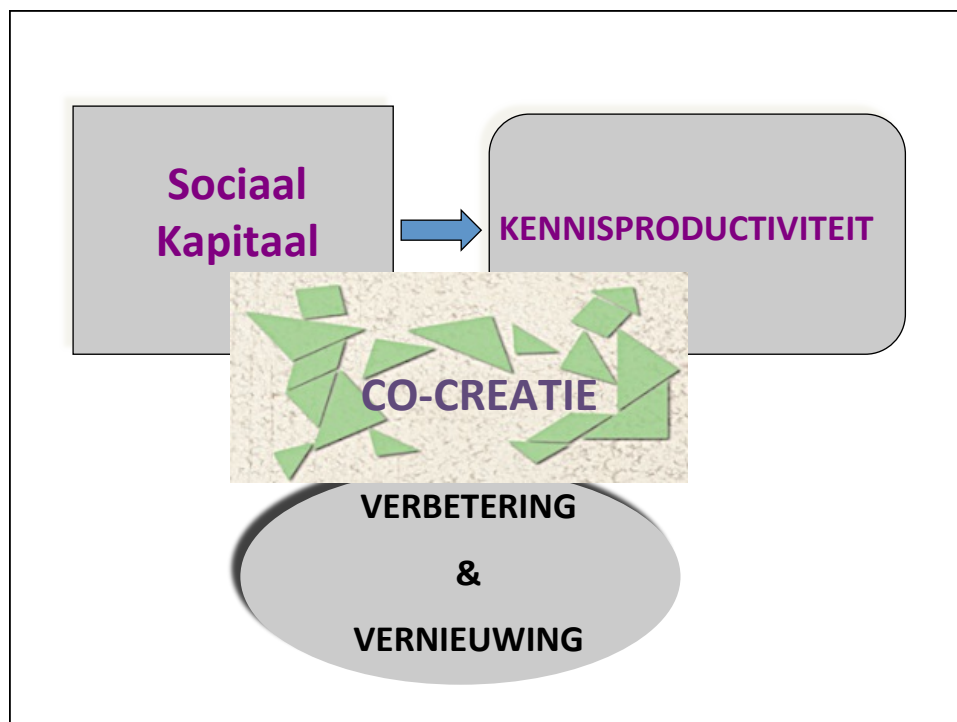 Sociaal
Kapitaal
KENNISPRODUCTIVITEIT
CO-CREATIE
VERBETERING
&
VERNIEUWING